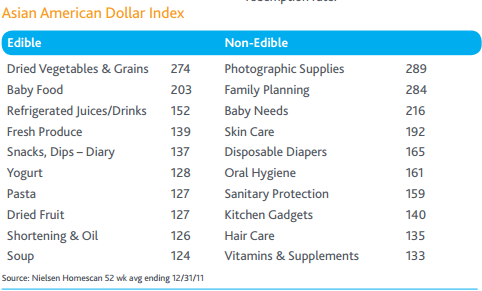 Asian American Dollar Index
Edible Non-Edible
Dried Vegetables & Grains 274 Photographic Supplies 289
Baby Food 203 Family Planning 284
Refrigerated Juices/Drinks 152 Baby Needs 216
Fresh Produce 139 Skin Care 192
Snacks, Dips – Diary 137 Disposable Diapers 165
Yogurt 128 Oral Hygiene 161
Pasta 127 Sanitary Protection 159
Dried Fruit 127 Kitchen Gadgets 140
Shortening & Oil 126 Hair Care 135
Soup 124 Vitamins & Supplements 133
Source: Nielsen Homescan 52 wk avg ending 12/31/11